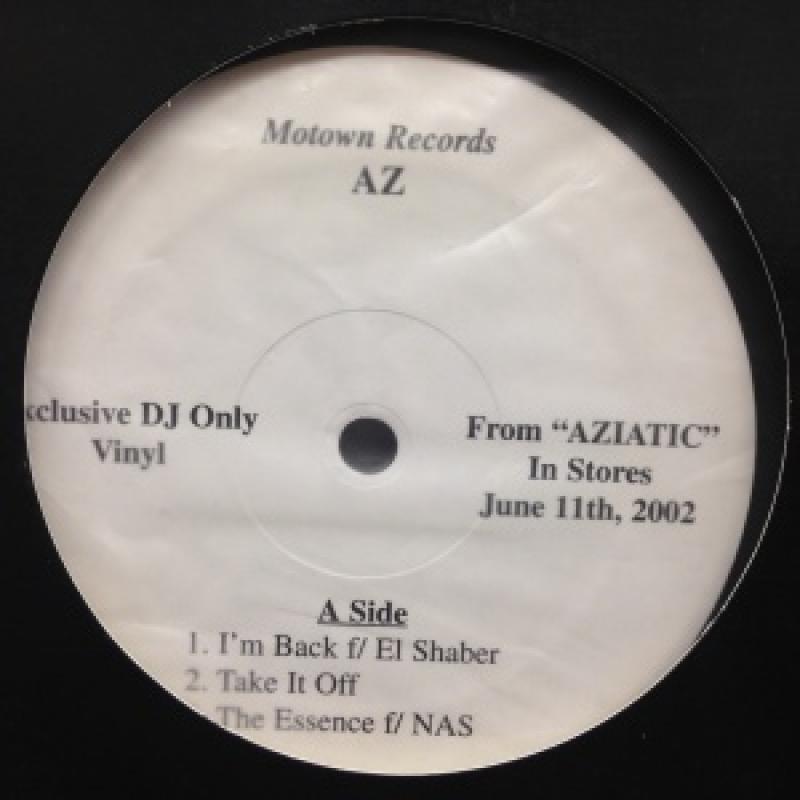 Motown Records
AZ
xclusive DJ Only
Vinyl
From “AZIATIC”
In Stores
June 11th, 2002
A Side
1. I'm Back f/ El Shaber
2. Take It Off
The Essence f/ NAS